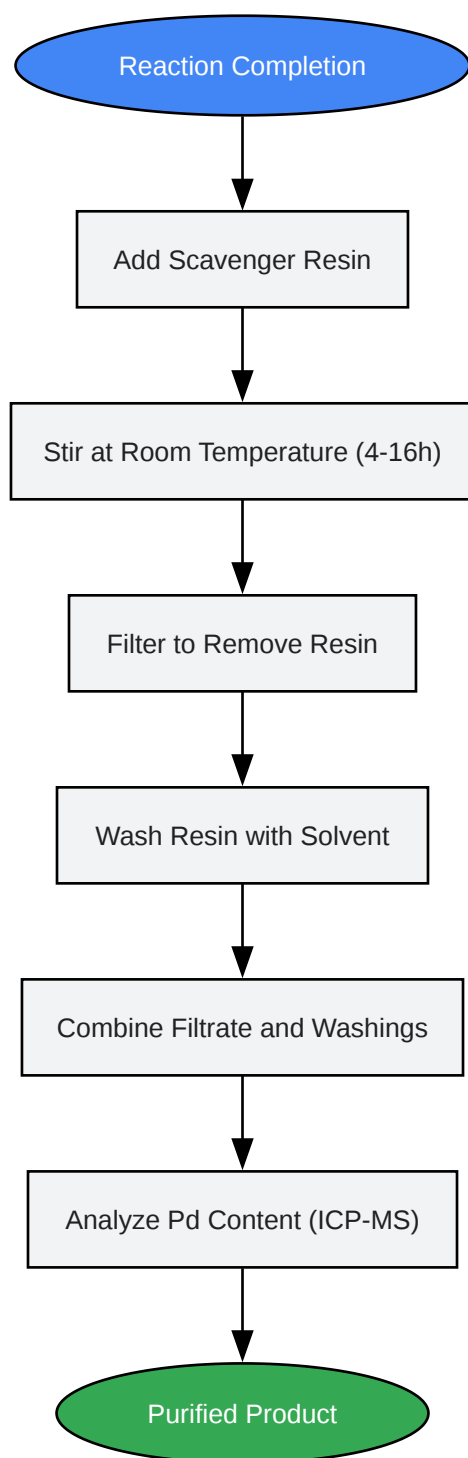 Reaction Completion
Add Scavenger Resin
Stir at Room Temperature (4-16h)
Filter to Remove Resin
Wash Resin with Solvent
Combine Filtrate and Washings
Analyze Pd Content (ICP-MS)
Purified Product